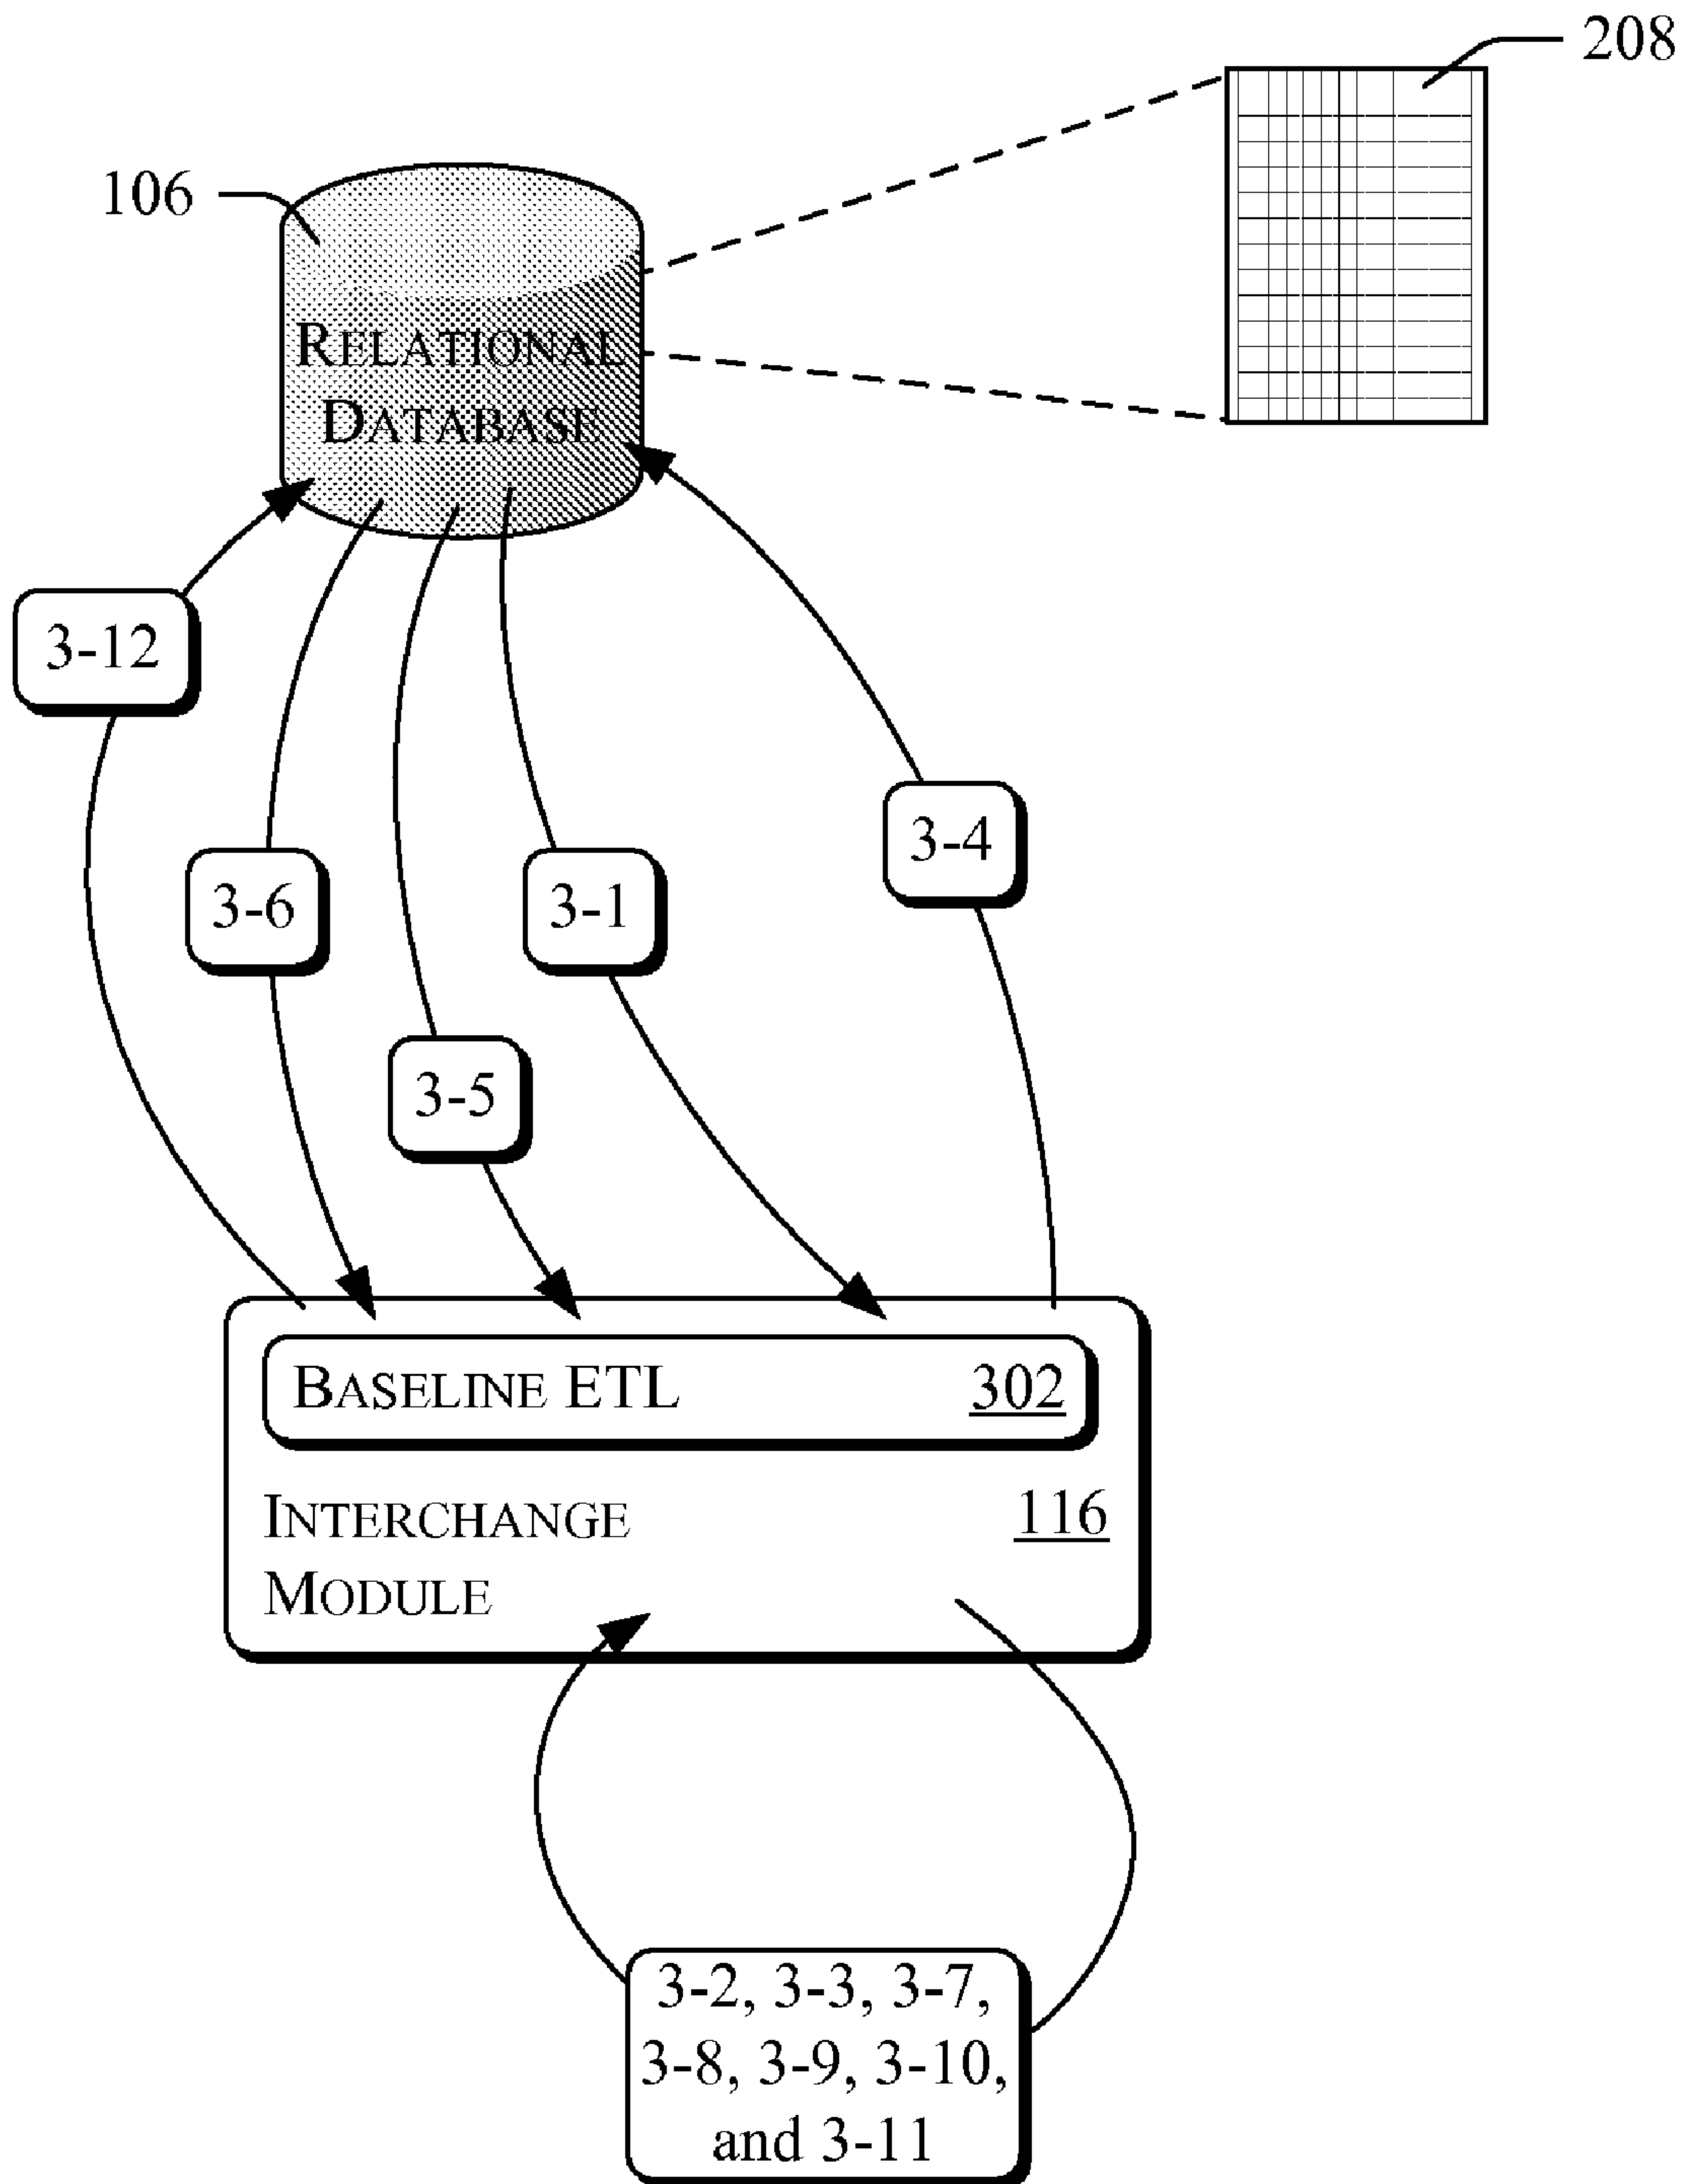 208
106
RELATIONAL
DATABASE
3-12
3-4
3-6
3-1
3-5
BASELINE ETL 302
INTERCHANGE 116
MODULE
3-2, 3-3, 3-7,
3-8, 3-9, 3-10,
and 3-11